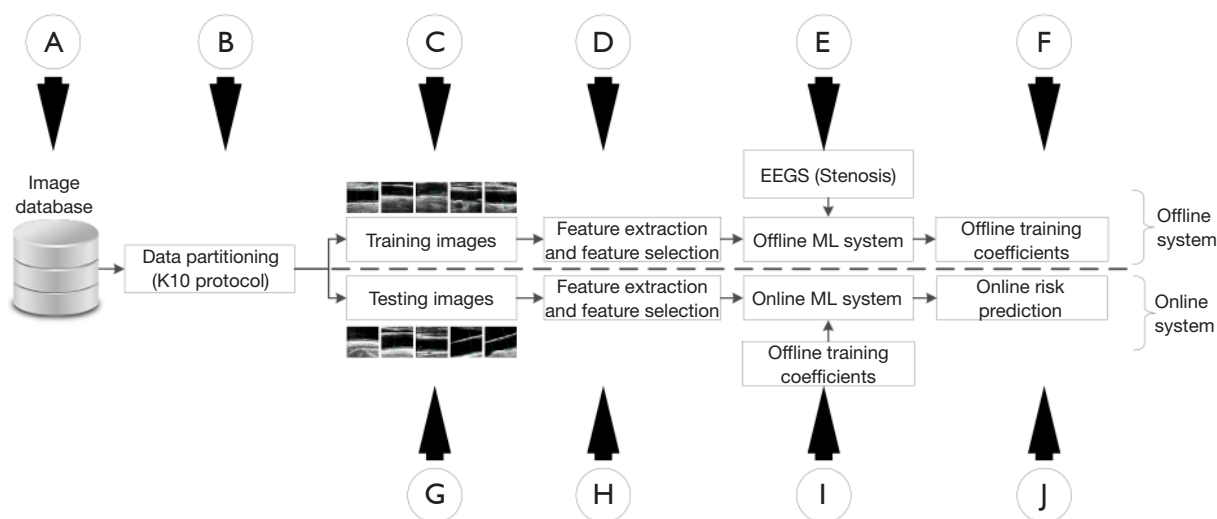 A
B
C
D
E
F
Image
database
Data partitioning
(K10 protocol)
Training images
Feature extraction
and feature selection
EEGS (Stenosis)
Offline ML system
Offline training
coefficients
Offline
system
Testing images
Feature extraction
and feature selection
Online ML system
Offline training
coefficients
Online risk
prediction
Online
system
G
H
I
J